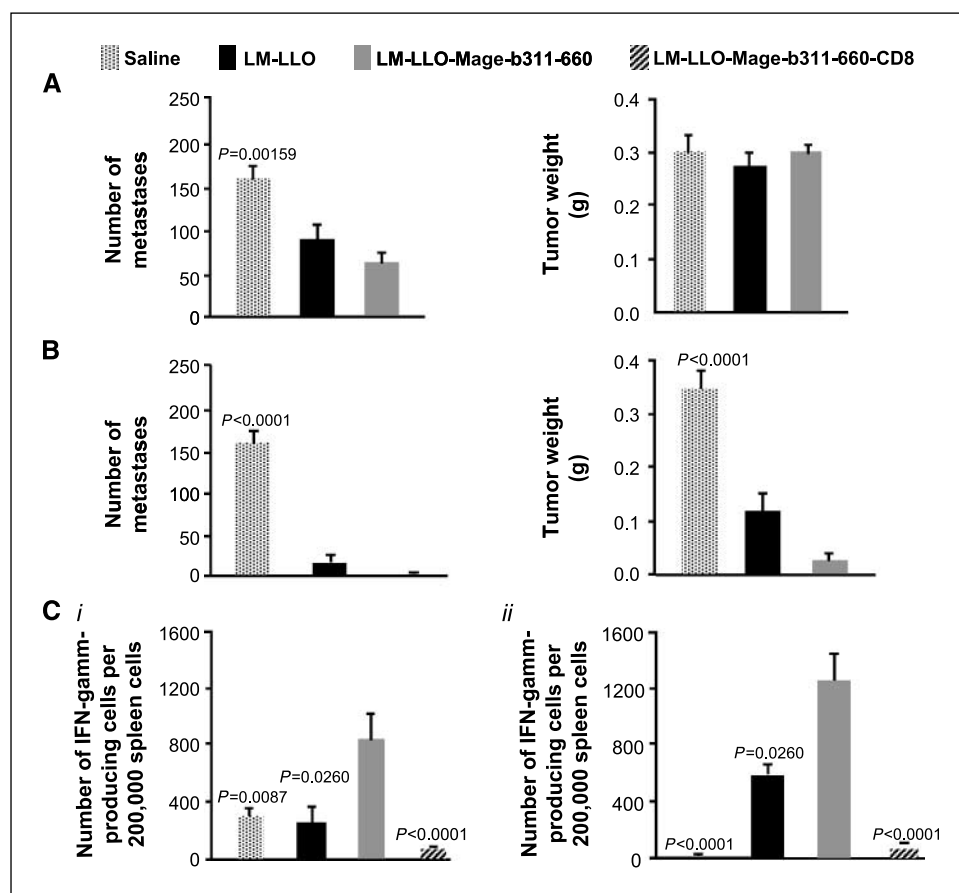 Saline LM-LLO LM-LLO-Mage-b311-660 LM-LLO-Mage-b311-660-CD8
A
Number of
metastases
250
200
150
100
50
0
P=0.00159
Tumor weight
(g)
0.4
0.3
0.2
0.1
0.0
B
Number of
metastases
250
200
150
100
50
0
P<0.0001
Tumor weight
(g)
0.4
0.3
0.2
0.1
0.0
P<0.0001
C i
Number of IFN-gamm-
producing cells per
200,000 spleen cells
1600
1200
800
400
0
P=0.0087
P=0.0260
P<0.0001
ii
Number of IFN-gamm-
producing cells per
200,000 spleen cells
1600
1200
800
400
0
P<0.0001
P=0.0260
P<0.0001